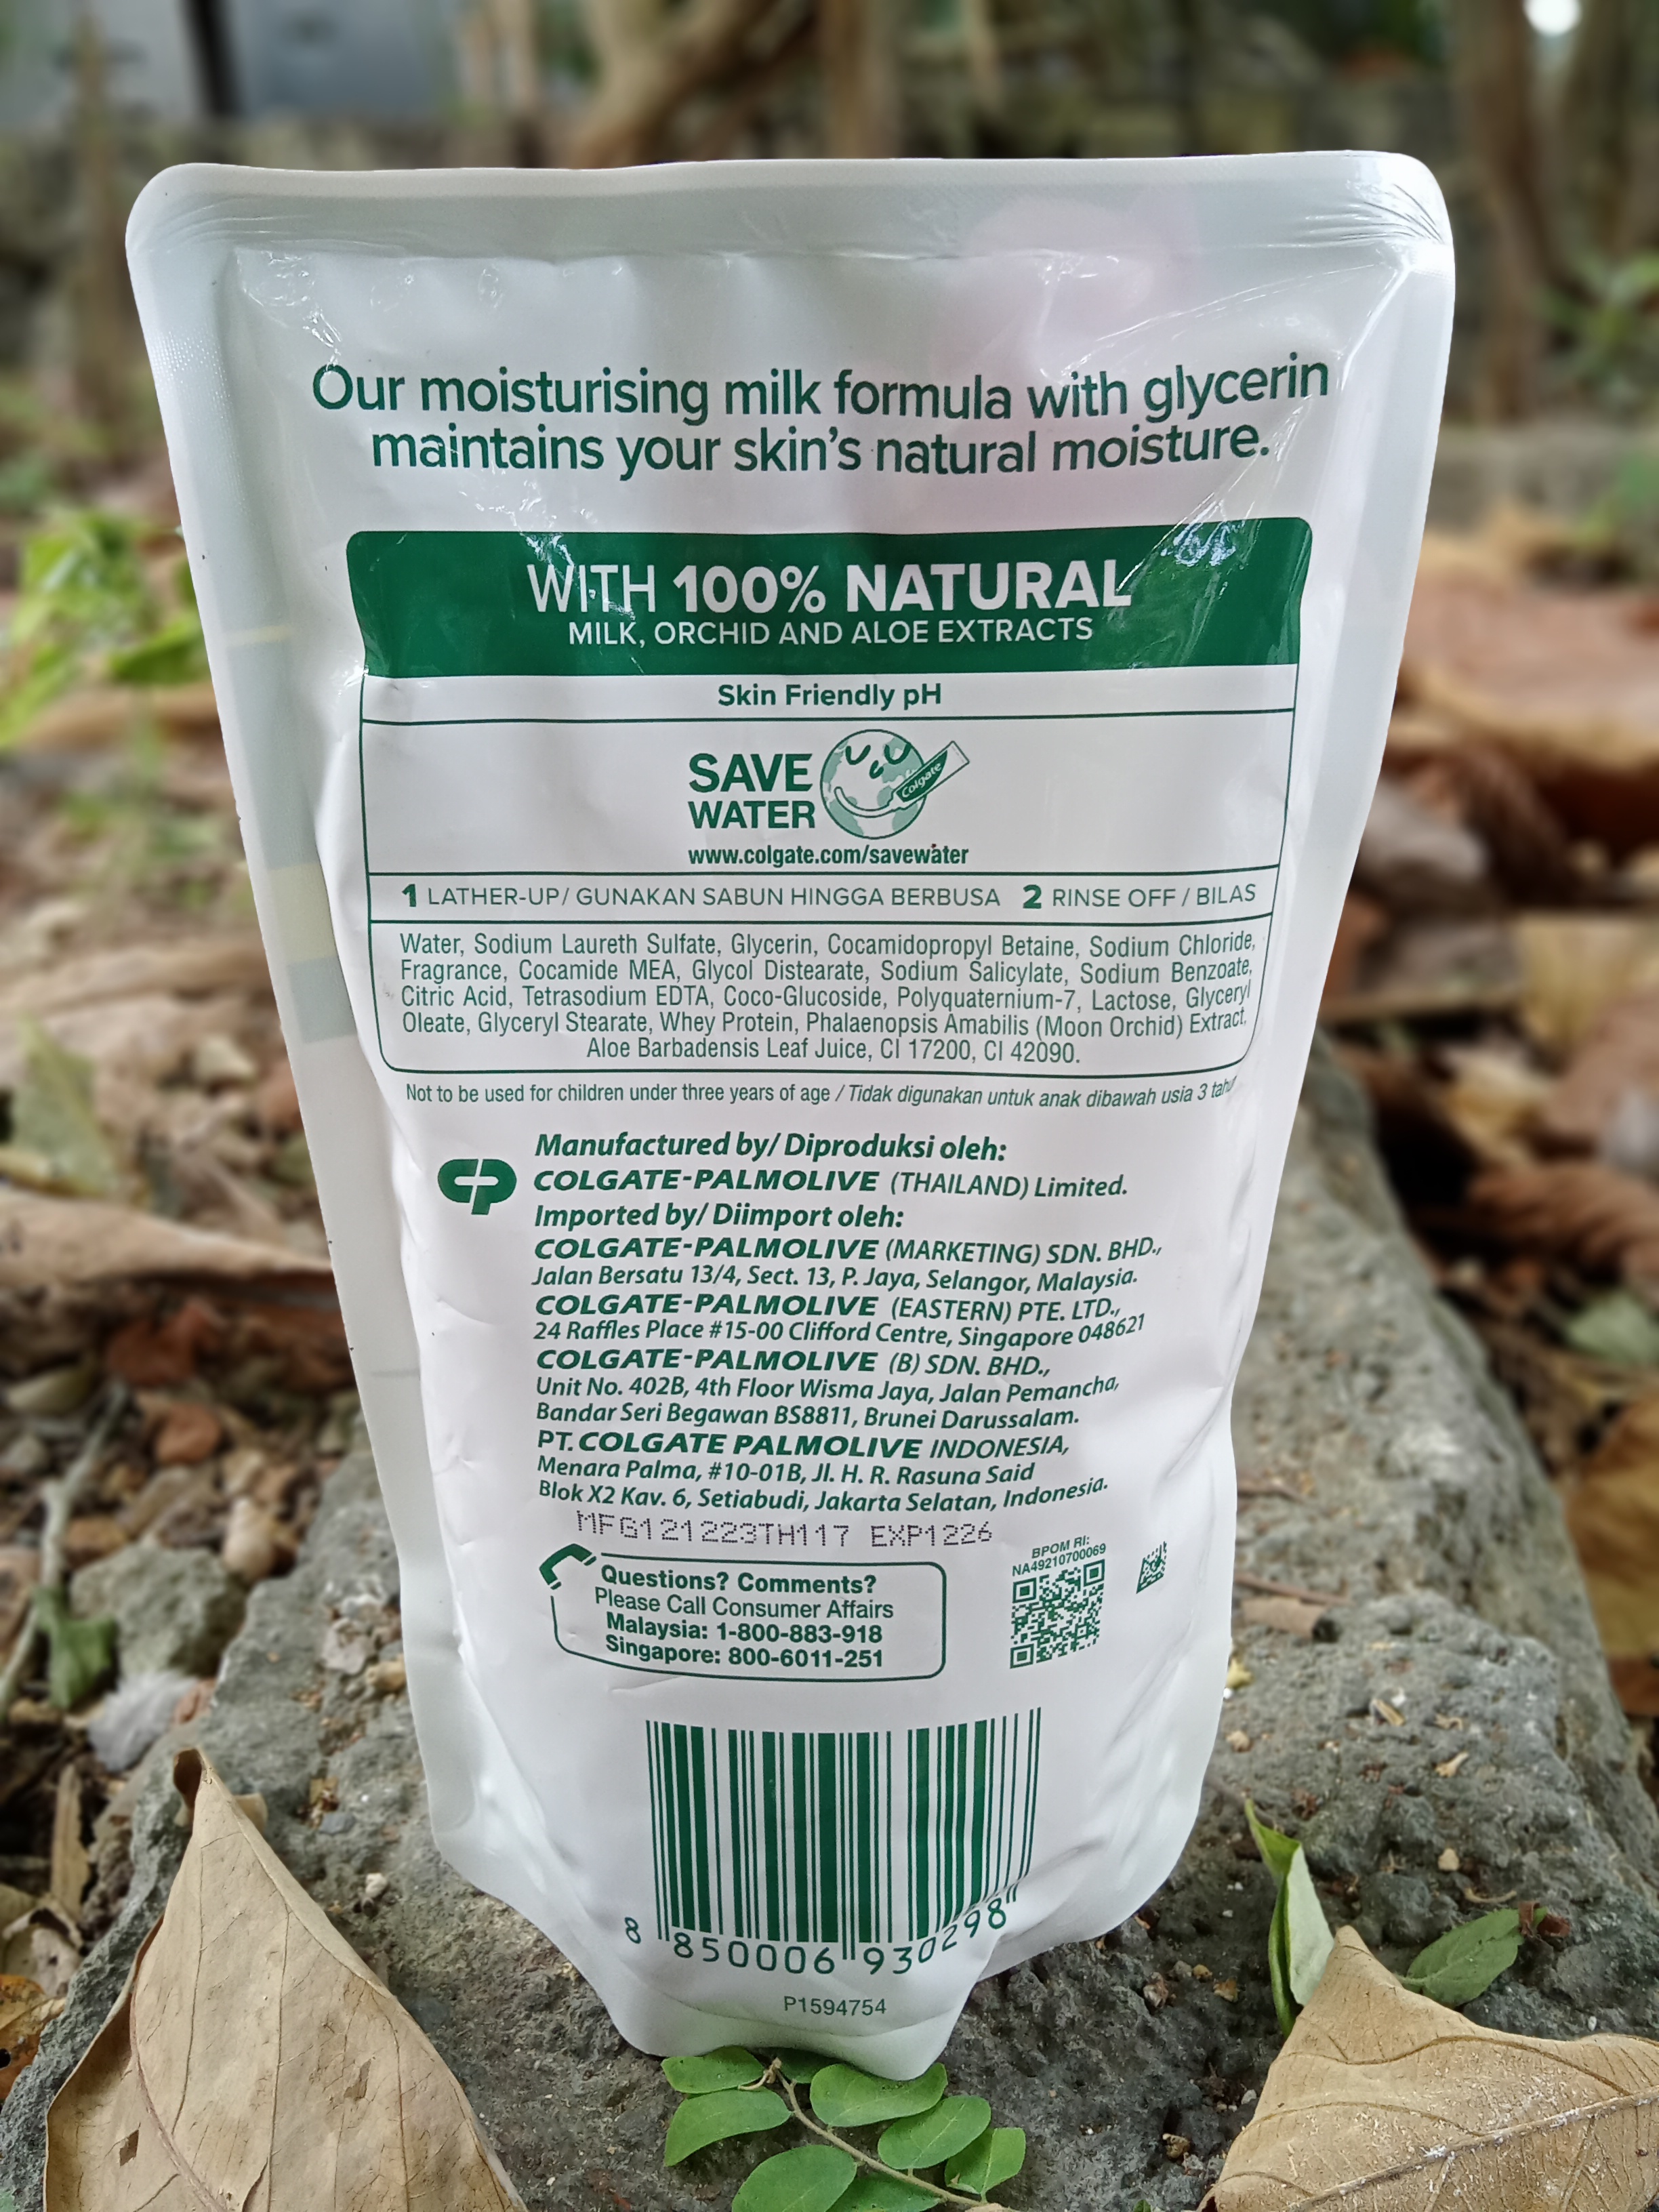 Our moisturising milk formula with glycerin
maintains your skin's natural moisture.
WITH 100% NATURAL
MILK, ORCHID AND ALOE EXTRACTS
Skin Friendly pH
SAVE
WATER
Colgate
www.colgate.com/savewater
1 LATHER-UP/ GUNAKAN SABUN HINGGA BERBUSA 2 RINSE OFF / BILAS
Water, Sodium Laureth Sulfate, Glycerin, Cocamidopropyl Betaine, Sodium Chloride,
Fragrance, Cocamide MEA, Glycol Distearate, Sodium Salicylate, Sodium Benzoate,
Citric Acid, Tetrasodium EDTA, Coco-Glucoside, Polyquaternium-7, Lactose, Glyceryl
Oleate, Glyceryl Stearate, Whey Protein, Phalaenopsis Amabilis (Moon Orchid) Extract,
Aloe Barbadensis Leaf Juice, CI 17200, CI 42090.
Not to be used for children under three years of age / Tidak digunakan untuk anak dibawah usia 3 tahu
Manufactured by/ Diproduksi oleh:
CP
COLGATE-PALMOLIVE (THAILAND) Limited.
Imported by/ Diimport oleh:
COLGATE-PALMOLIVE (MARKETING) SDN. BHD.,
Jalan Bersatu 13/4, Sect. 13, P. Jaya, Selangor, Malaysia.
COLGATE-PALMOLIVE (EASTERN) PTE. LTD.,
24 Raffles Place #15-00 Clifford Centre, Singapore 048621
COLGATE-PALMOLIVE (B) SDN. BHD.,
Unit No. 402B, 4th Floor Wisma Jaya, Jalan Pemancha,
Bandar Seri Begawan BS8811, Brunei Darussalam.
PT. COLGATE PALMOLIVE INDONESIA,
Menara Palma, #10-01B, Jl. H. R. Rasuna Said
Blok X2 Kav. 6, Setiabudi, Jakarta Selatan, Indonesia.
MFG121223TH117 EXP1226
BPOM RI:
NA49210700069
Questions? Comments?
Please Call Consumer Affairs
Malaysia: 1-800-883-918
Singapore: 800-6011-251
8 850006 930298
P1594754